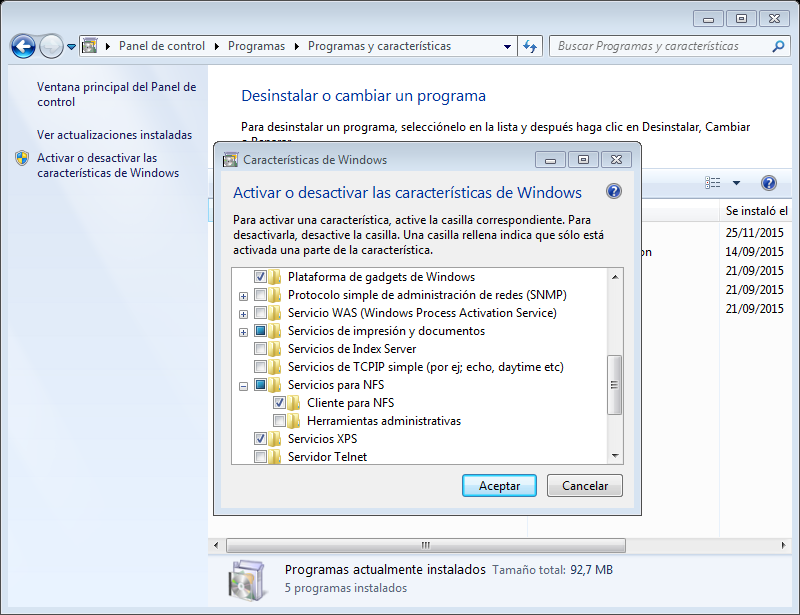 Panel de control
Programas
Programas y características
Buscar Programas y características
Ventana principal del Panel de
control
Ver actualizaciones instaladas
Activar o desactivar las
características de Windows
Desinstalar o cambiar un programa
Para desinstalar un programa, selecciónelo en la lista y después haga clic en Desinstalar, Cambiar
o Reparar.
Se instaló el
25/11/2015
on
14/09/2015
21/09/2015
21/09/2015
21/09/2015
Características de Windows
Activar o desactivar las características de Windows
Para activar una característica, active la casilla correspondiente. Para
desactivarla, desactive la casilla. Una casilla rellena indica que sólo está
activada una parte de la característica.
Plataforma de gadgets de Windows
Protocolo simple de administración de redes (SNMP)
Servicio WAS (Windows Process Activation Service)
Servicios de impresión y documentos
Servicios de Index Server
Servicios de TCPIP simple (por ej; echo, daytime etc)
Servicios para NFS
Cliente para NFS
Herramientas administrativas
Servicios XPS
Servidor Telnet
Aceptar
Cancelar
Programas actualmente instalados Tamaño total: 92,7 MB
5 programas instalados